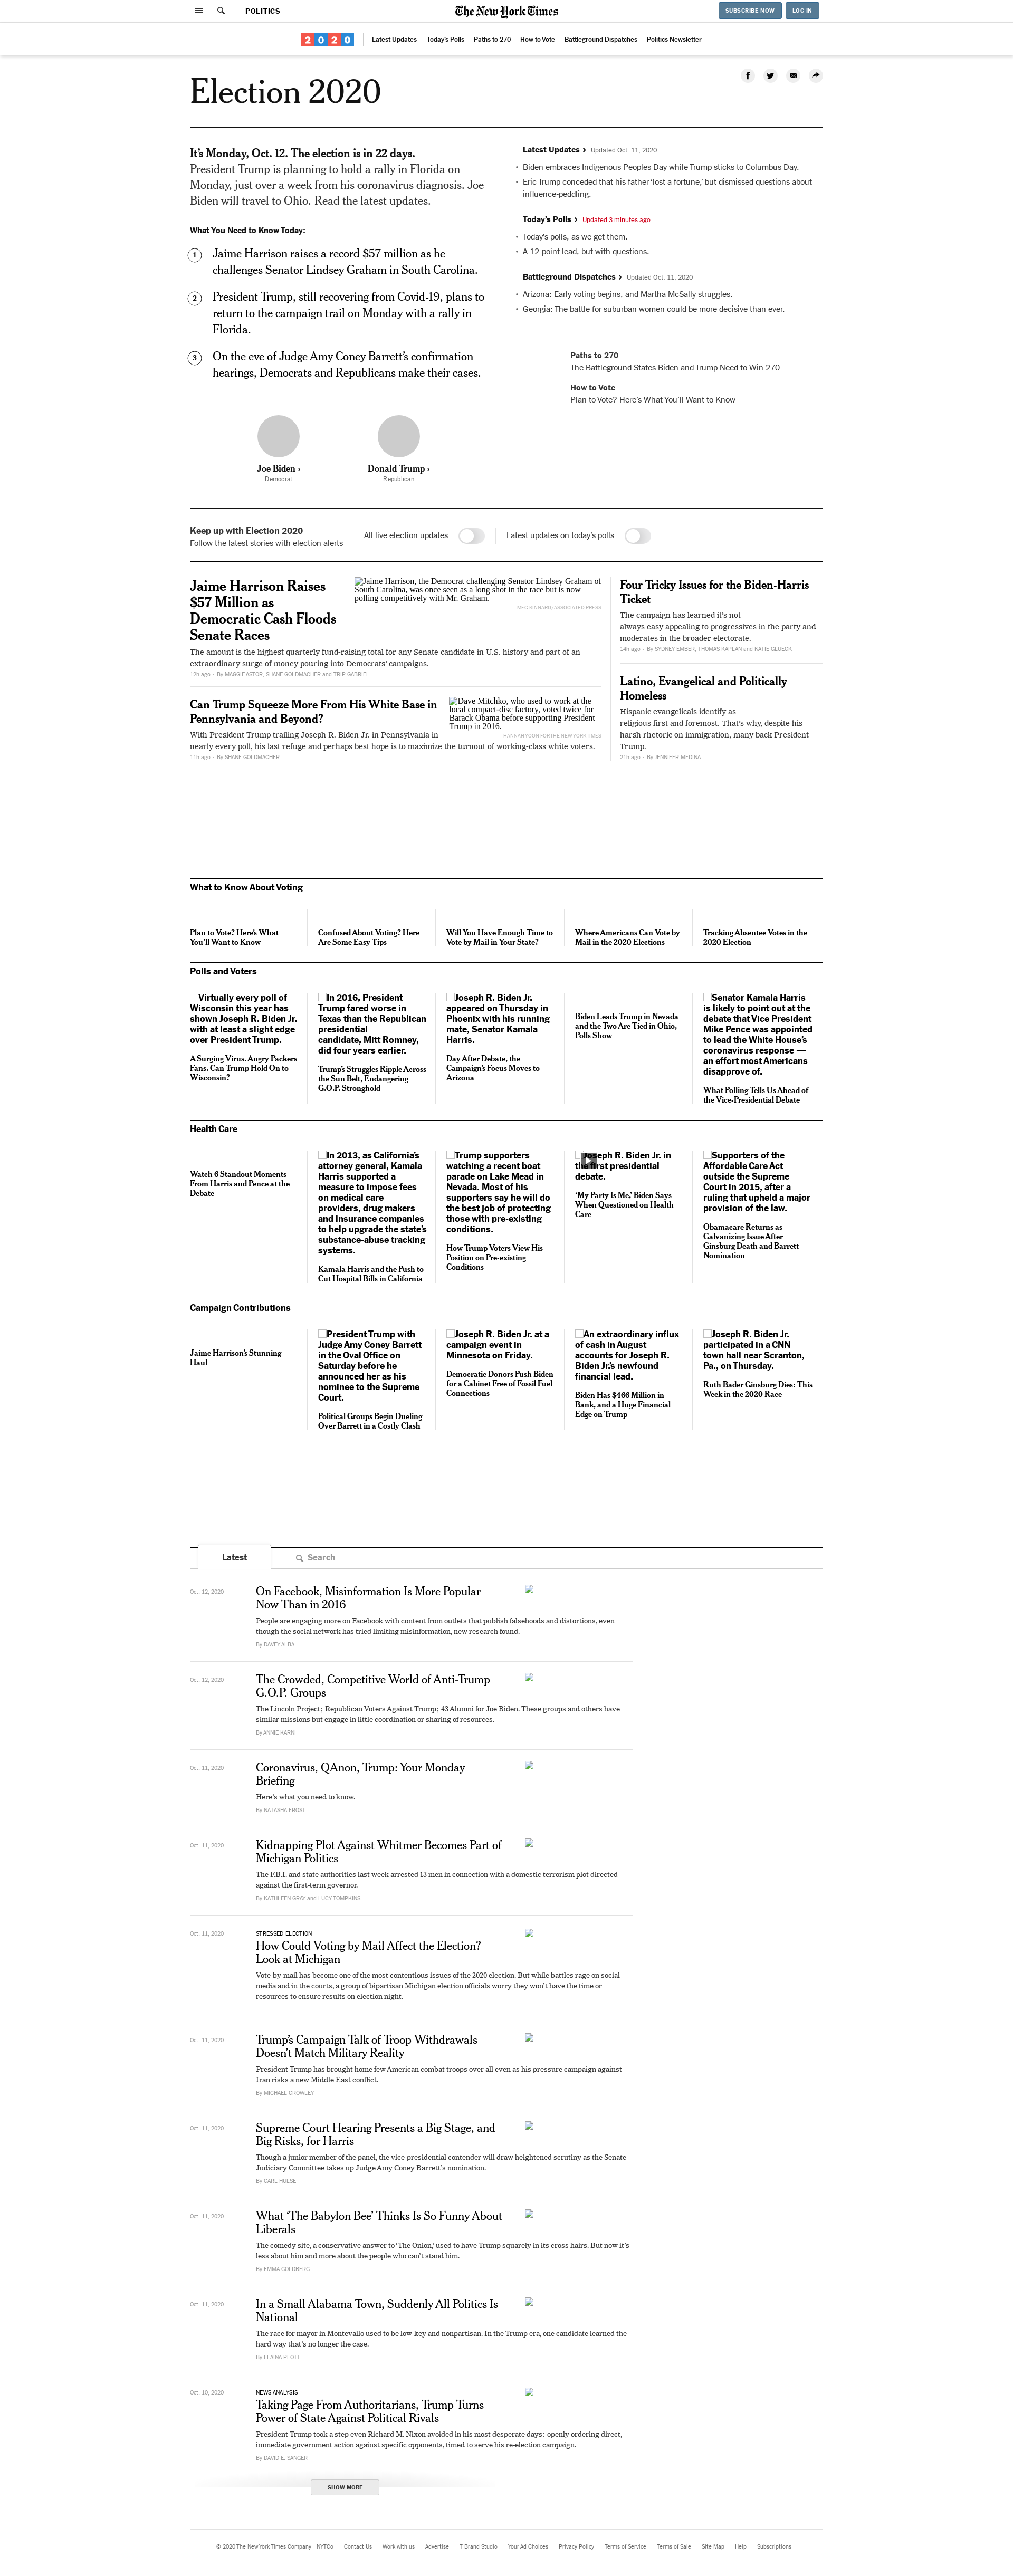 POLITICS
The New York Times
SUBSCRIBE NOW
LOG IN
2020
Latest Updates
Today's Polls
Paths to 270
How to Vote
Battleground Dispatches
Politics Newsletter
Election 2020
It's Monday, Oct. 12. The election is in 22 days.
President Trump is planning to hold a rally in Florida on
Monday, just over a week from his coronavirus diagnosis. Joe
Biden will travel to Ohio. Read the latest updates.
What You Need to Know Today:
1
Jaime Harrison raises a record $57 million as he
challenges Senator Lindsey Graham in South Carolina.
2
President Trump, still recovering from Covid-19, plans to
return to the campaign trail on Monday with a rally in
Florida.
3
On the eve of Judge Amy Coney Barrett's confirmation
hearings, Democrats and Republicans make their cases.
Joe Biden ›
Democrat
Donald Trump ›
Republican
Latest Updates › Updated Oct. 11, 2020
• Biden embraces Indigenous Peoples Day while Trump sticks to Columbus Day.
• Eric Trump conceded that his father 'lost a fortune,' but dismissed questions about
influence-peddling.
Today's Polls › Updated 3 minutes ago
• Today's polls, as we get them.
• A 12-point lead, but with questions.
Battleground Dispatches › Updated Oct. 11, 2020
• Arizona: Early voting begins, and Martha McSally struggles.
• Georgia: The battle for suburban women could be more decisive than ever.
Paths to 270
The Battleground States Biden and Trump Need to Win 270
How to Vote
Plan to Vote? Here's What You'll Want to Know
Keep up with Election 2020
Follow the latest stories with election alerts
All live election updates
Latest updates on today's polls
Jaime Harrison Raises
$57 Million as
Democratic Cash Floods
Senate Races
Jaime Harrison, the Democrat challenging Senator Lindsey Graham of
South Carolina, was once seen as a long shot in the race but is now
polling competitively with Mr. Graham.
MEG KINNARD/ASSOCIATED PRESS
The amount is the highest quarterly fund-raising total for any Senate candidate in U.S. history and part of an
extraordinary surge of money pouring into Democrats' campaigns.
12h ago - By MAGGIE ASTOR, SHANE GOLDMACHER and TRIP GABRIEL
Can Trump Squeeze More From His White Base in
Pennsylvania and Beyond?
Dave Mitchko, who used to work at the
local compact-disc factory, voted twice for
Barack Obama before supporting President
Trump in 2016.
HANNAH YOON FOR THE NEW YORK TIMES
With President Trump trailing Joseph R. Biden Jr. in Pennsylvania in
nearly every poll, his last refuge and perhaps best hope is to maximize the turnout of working-class white voters.
11h ago - By SHANE GOLDMACHER
Four Tricky Issues for the Biden-Harris
Ticket
The campaign has learned it's not
always easy appealing to progressives in the party and
moderates in the broader electorate.
14h ago - By SYDNEY EMBER, THOMAS KAPLAN and KATIE GLUECK
Latino, Evangelical and Politically
Homeless
Hispanic evangelicals identify as
religious first and foremost. That's why, despite his
harsh rhetoric on immigration, many back President
Trump.
21h ago - By JENNIFER MEDINA
What to Know About Voting
Plan to Vote? Here's What
You'll Want to Know
Confused About Voting? Here
Are Some Easy Tips
Will You Have Enough Time to
Vote by Mail in Your State?
Where Americans Can Vote by
Mail in the 2020 Elections
Tracking Absentee Votes in the
2020 Election
Polls and Voters
Virtually every poll of
Wisconsin this year has
shown Joseph R. Biden Jr.
with at least a slight edge
over President Trump.
A Surging Virus. Angry Packers
Fans. Can Trump Hold On to
Wisconsin?
In 2016, President
Trump fared worse in
Texas than the Republican
presidential
candidate, Mitt Romney,
did four years earlier.
Trump's Struggles Ripple Across
the Sun Belt, Endangering
G.O.P. Stronghold
Joseph R. Biden Jr.
appeared on Thursday in
Phoenix with his running
mate, Senator Kamala
Harris.
Day After Debate, the
Campaign's Focus Moves to
Arizona
Biden Leads Trump in Nevada
and the Two Are Tied in Ohio,
Polls Show
Senator Kamala Harris
is likely to point out at the
debate that Vice President
Mike Pence was appointed
to lead the White House's
coronavirus response —
an effort most Americans
disapprove of.
What Polling Tells Us Ahead of
the Vice-Presidential Debate
Health Care
Watch 6 Standout Moments
From Harris and Pence at the
Debate
In 2013, as California's
attorney general, Kamala
Harris supported a
measure to impose fees
on medical care
providers, drug makers
and insurance companies
to help upgrade the state's
substance-abuse tracking
systems.
Kamala Harris and the Push to
Cut Hospital Bills in California
Trump supporters
watching a recent boat
parade on Lake Mead in
Nevada. Most of his
supporters say he will do
the best job of protecting
those with pre-existing
conditions.
How Trump Voters View His
Position on Pre-existing
Conditions
Joseph R. Biden Jr. in
the first presidential
debate.
'My Party Is Me,' Biden Says
When Questioned on Health
Care
Supporters of the
Affordable Care Act
outside the Supreme
Court in 2015, after a
ruling that upheld a major
provision of the law.
Obamacare Returns as
Galvanizing Issue After
Ginsburg Death and Barrett
Nomination
Campaign Contributions
Jaime Harrison's Stunning
Haul
President Trump with
Judge Amy Coney Barrett
in the Oval Office on
Saturday before he
announced her as his
nominee to the Supreme
Court.
Political Groups Begin Dueling
Over Barrett in a Costly Clash
Joseph R. Biden Jr. at a
campaign event in
Minnesota on Friday.
Democratic Donors Push Biden
for a Cabinet Free of Fossil Fuel
Connections
An extraordinary influx
of cash in August
accounts for Joseph R.
Biden Jr.'s newfound
financial lead.
Biden Has $466 Million in
Bank, and a Huge Financial
Edge on Trump
Joseph R. Biden Jr.
participated in a CNN
town hall near Scranton,
Pa., on Thursday.
Ruth Bader Ginsburg Dies: This
Week in the 2020 Race
Latest
Search
Oct. 12, 2020
On Facebook, Misinformation Is More Popular
Now Than in 2016
People are engaging more on Facebook with content from outlets that publish falsehoods and distortions, even
though the social network has tried limiting misinformation, new research found.
By DAVEY ALBA
Oct. 12, 2020
The Crowded, Competitive World of Anti-Trump
G.O.P. Groups
The Lincoln Project; Republican Voters Against Trump; 43 Alumni for Joe Biden. These groups and others have
similar missions but engage in little coordination or sharing of resources.
By ANNIE KARNI
Oct. 11, 2020
Coronavirus, QAnon, Trump: Your Monday
Briefing
Here's what you need to know.
By NATASHA FROST
Oct. 11, 2020
Kidnapping Plot Against Whitmer Becomes Part of
Michigan Politics
The F.B.I. and state authorities last week arrested 13 men in connection with a domestic terrorism plot directed
against the first-term governor.
By KATHLEEN GRAY and LUCY TOMPKINS
Oct. 11, 2020
STRESSED ELECTION
How Could Voting by Mail Affect the Election?
Look at Michigan
Vote-by-mail has become one of the most contentious issues of the 2020 election. But while battles rage on social
media and in the courts, a group of bipartisan Michigan election officials worry they won't have the time or
resources to ensure results on election night.
Oct. 11, 2020
Trump's Campaign Talk of Troop Withdrawals
Doesn't Match Military Reality
President Trump has brought home few American combat troops over all even as his pressure campaign against
Iran risks a new Middle East conflict.
By MICHAEL CROWLEY
Oct. 11, 2020
Supreme Court Hearing Presents a Big Stage, and
Big Risks, for Harris
Though a junior member of the panel, the vice-presidential contender will draw heightened scrutiny as the Senate
Judiciary Committee takes up Judge Amy Coney Barrett's nomination.
By CARL HULSE
Oct. 11, 2020
What 'The Babylon Bee' Thinks Is So Funny About
Liberals
The comedy site, a conservative answer to 'The Onion,' used to have Trump squarely in its cross hairs. But now it's
less about him and more about the people who can't stand him.
By EMMA GOLDBERG
Oct. 11, 2020
In a Small Alabama Town, Suddenly All Politics Is
National
The race for mayor in Montevallo used to be low-key and nonpartisan. In the Trump era, one candidate learned the
hard way that's no longer the case.
By ELAINA PLOTT
Oct. 10, 2020
NEWS ANALYSIS
Taking Page From Authoritarians, Trump Turns
Power of State Against Political Rivals
President Trump took a step even Richard M. Nixon avoided in his most desperate days: openly ordering direct,
immediate government action against specific opponents, timed to serve his re-election campaign.
By DAVID E. SANGER
SHOW MORE
© 2020 The New York Times Company
NYTCo
Contact Us
Work with us
Advertise
T Brand Studio
Your Ad Choices
Privacy Policy
Terms of Service
Terms of Sale
Site Map
Help
Subscriptions